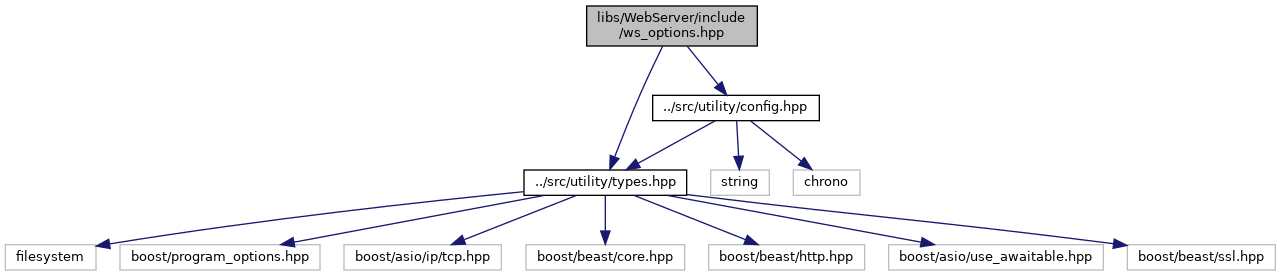 libs/WebServer/include
/ws_options.hpp
../src/utility/config.hpp
../src/utility/types.hpp
string
chrono
filesystem
boost/program_options.hpp
boost/asio/ip/tcp.hpp
boost/beast/core.hpp
boost/beast/http.hpp
boost/asio/use_awaitable.hpp
boost/beast/ssl.hpp